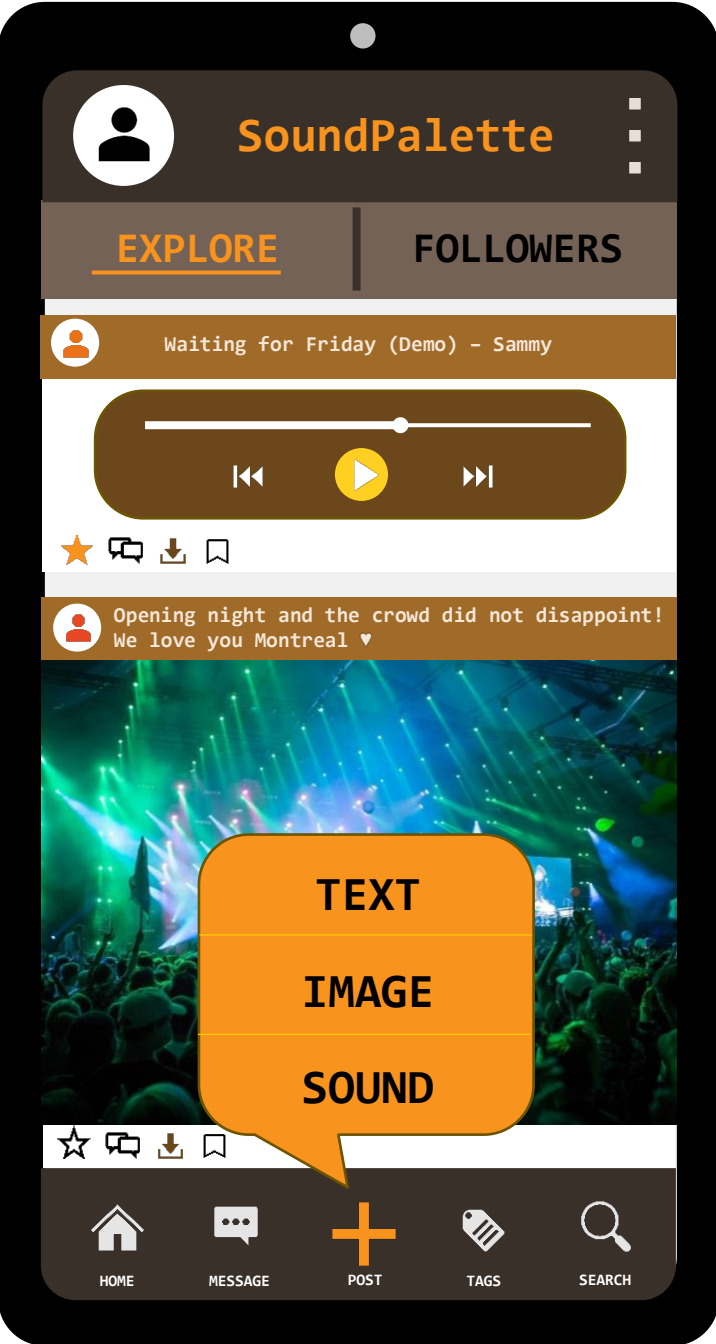 SoundPalette
EXPLORE
FOLLOWERS
Waiting for Friday (Demo) – Sammy
Opening night and the crowd did not disappoint!
We love you Montreal ♥
TEXT
IMAGE
SOUND
HOME
MESSAGE
POST
TAGS
SEARCH